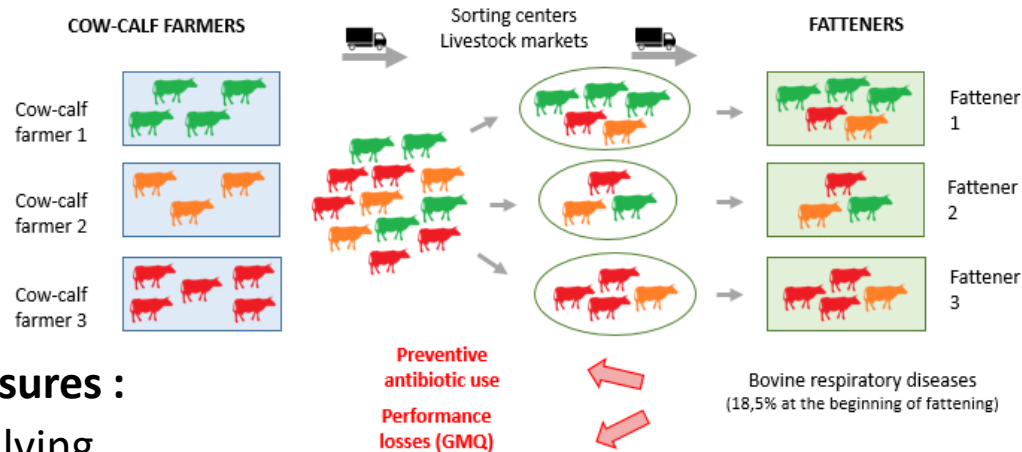 COW-CALF FARMERS
Sorting centers
Livestock markets
FATTENERS
Cow-calf
farmer 1
Fattener
1
Cow-calf
farmer 2
Fattener
2
Cow-calf
farmer 3
Fattener
3
Preventive
antibiotic use
Performance
losses (GMQ)
Bovine respiratory diseases
(18,5% at the beginning of fattening)
sures :
lying